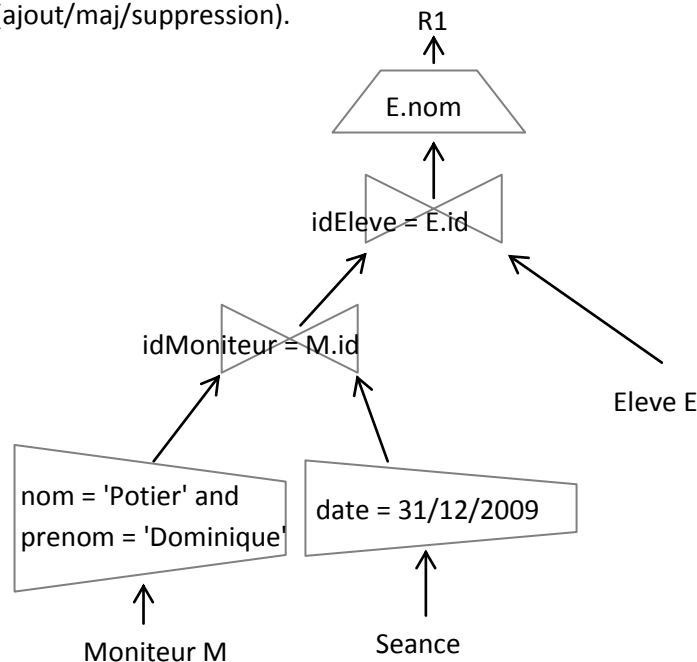 (ajout/maj/suppression).
R1
E.nom
idEleve = E.id
idMoniteur = M.id
Eleve E
nom = 'Potier' and
prenom = 'Dominique'
date = 31/12/2009
Moniteur M
Seance